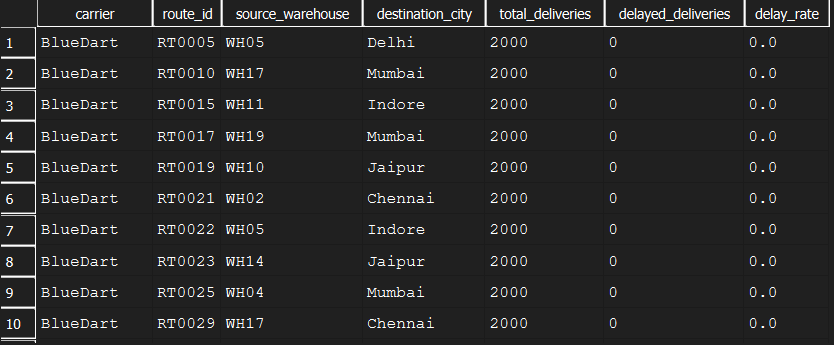 carrier route_id source_warehouse destination_city total_deliveries delayed_deliveries delay_rate
1 BlueDart RT0005 WH05 Delhi 2000 0 0.0
2 BlueDart RT0010 WH17 Mumbai 2000 0 0.0
3 BlueDart RT0015 WH11 Indore 2000 0 0.0
4 BlueDart RT0017 WH19 Mumbai 2000 0 0.0
5 BlueDart RT0019 WH10 Jaipur 2000 0 0.0
6 BlueDart RT0021 WH02 Chennai 2000 0 0.0
7 BlueDart RT0022 WH05 Indore 2000 0 0.0
8 BlueDart RT0023 WH14 Jaipur 2000 0 0.0
9 BlueDart RT0025 WH04 Mumbai 2000 0 0.0
10 BlueDart RT0029 WH17 Chennai 2000 0 0.0